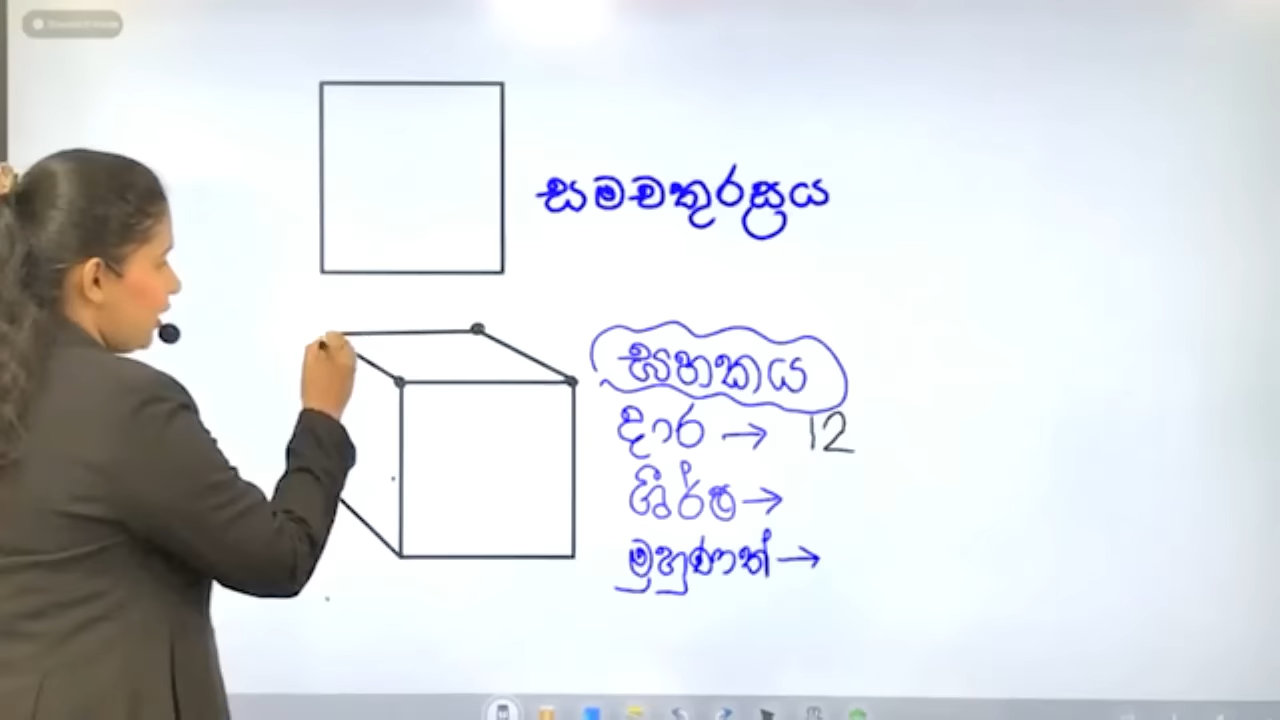 සමචතුරස්‍රය
ඝනකය
දාර → 12
ශීර්ෂ →
මුහුණත් →